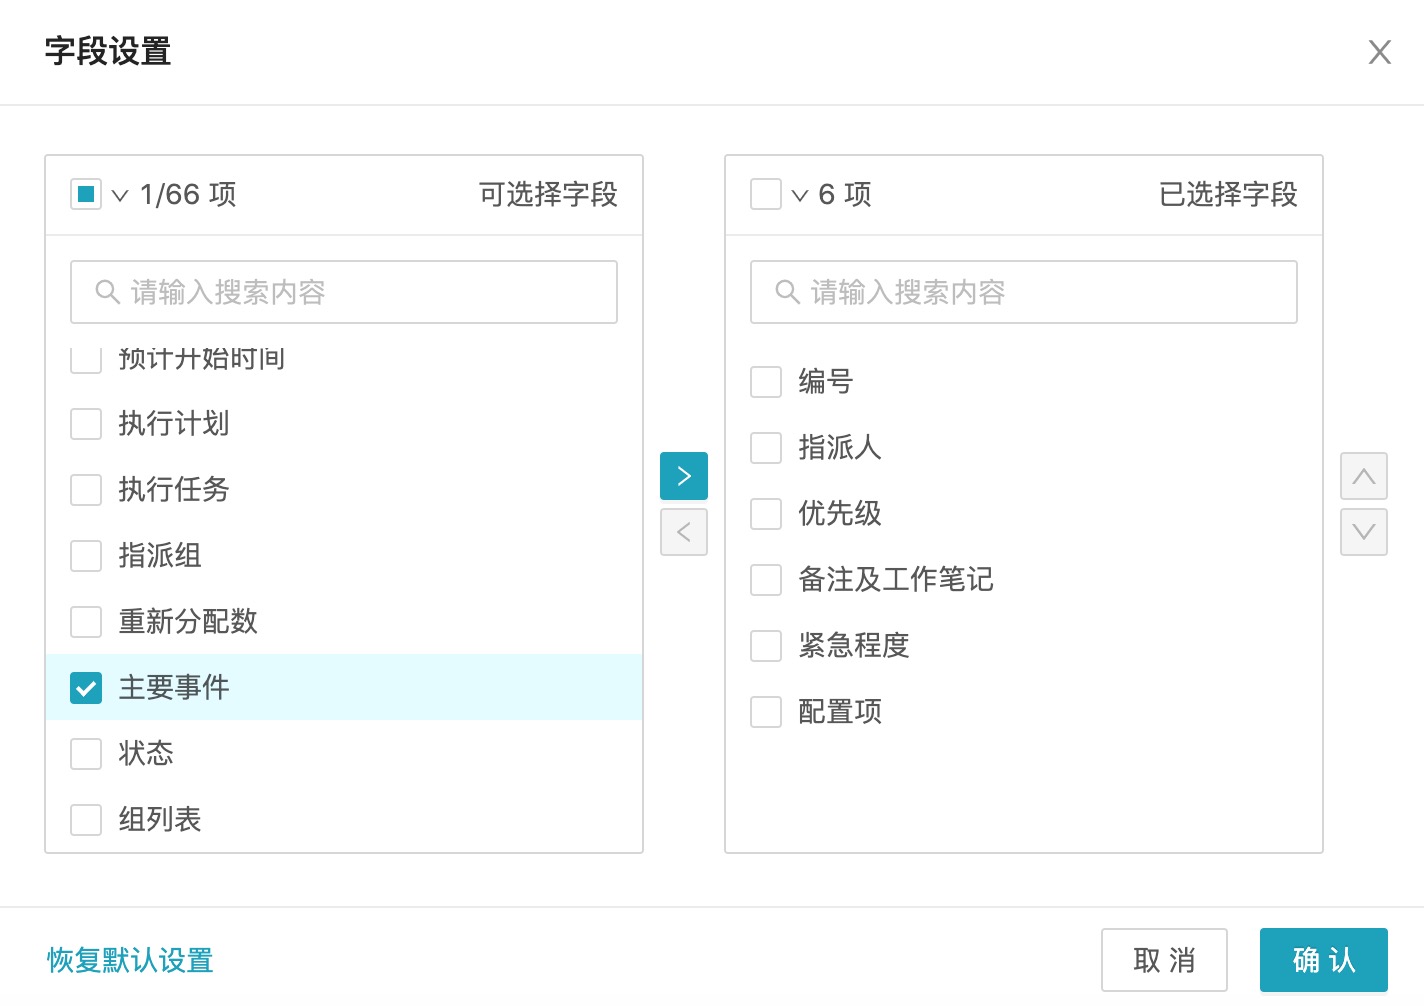 字段设置
1/66 项 可选择字段
请输入搜索内容
预计开始时间
执行计划
执行任务
指派组
重新分配数
主要事件
状态
组列表
6 项 已选择字段
请输入搜索内容
编号
指派人
优先级
备注及工作笔记
紧急程度
配置项
恢复默认设置
取 消
确 认